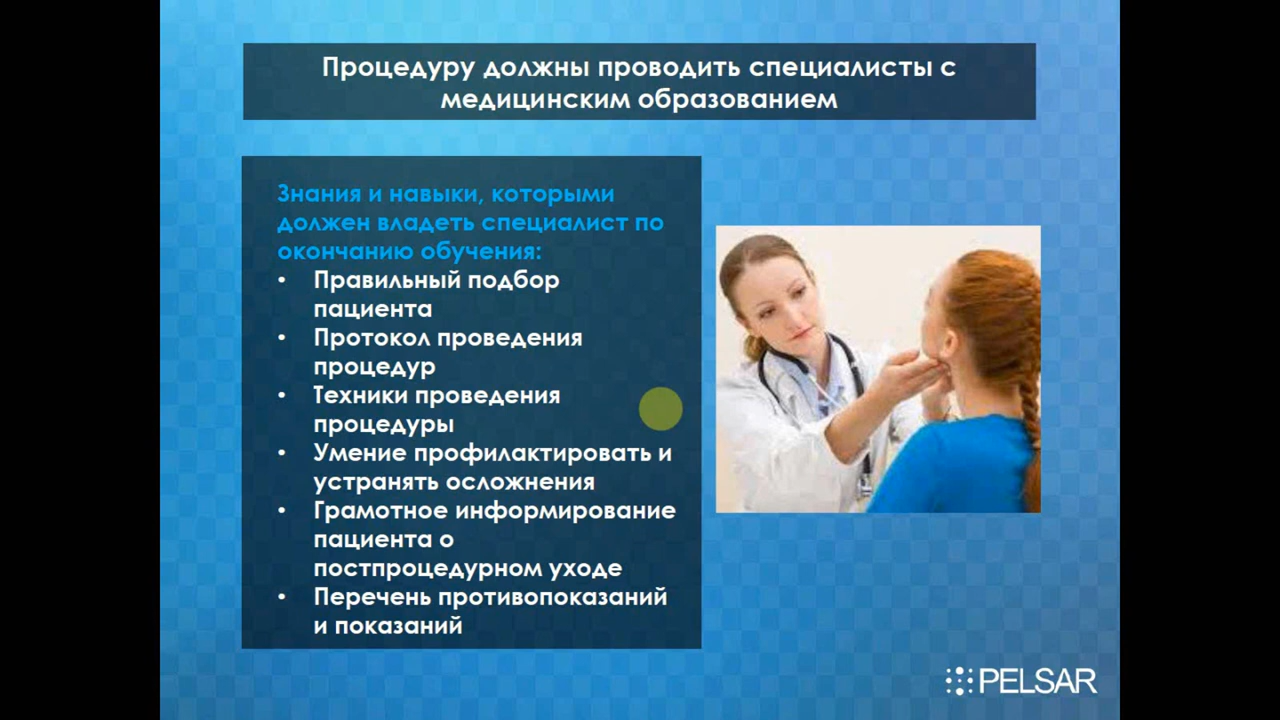 Процедуру должны проводить специалисты с
медицинским образованием
Знания и навыки, которыми
должен владеть специалист по
окончанию обучения:
• Правильный подбор
пациента
• Протокол проведения
процедур
• Техники проведения
процедуры
• Умение профилактировать и
устранять осложнения
• Грамотное информирование
пациента о
постпроцедурном уходе
• Перечень противопоказаний
и показаний
PELSAR